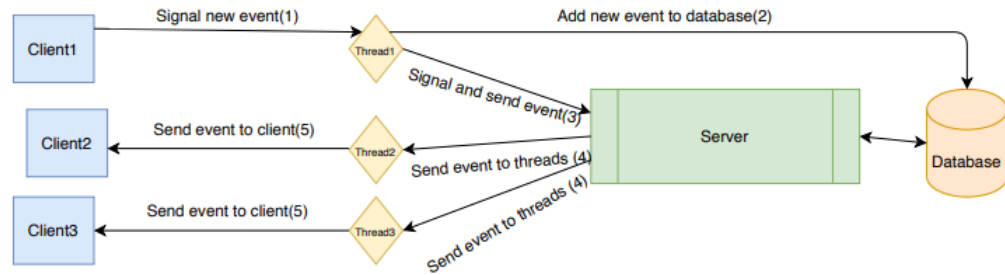 Signal new event(1)
Add new event to database(2)
Client1
Thread1
Signal and send event(3)
Send event to client(5)
Client2
Thread2
Send event to threads (4)
Server
Database
Send event to client(5)
Client3
Thread3
Send event to threads (4)